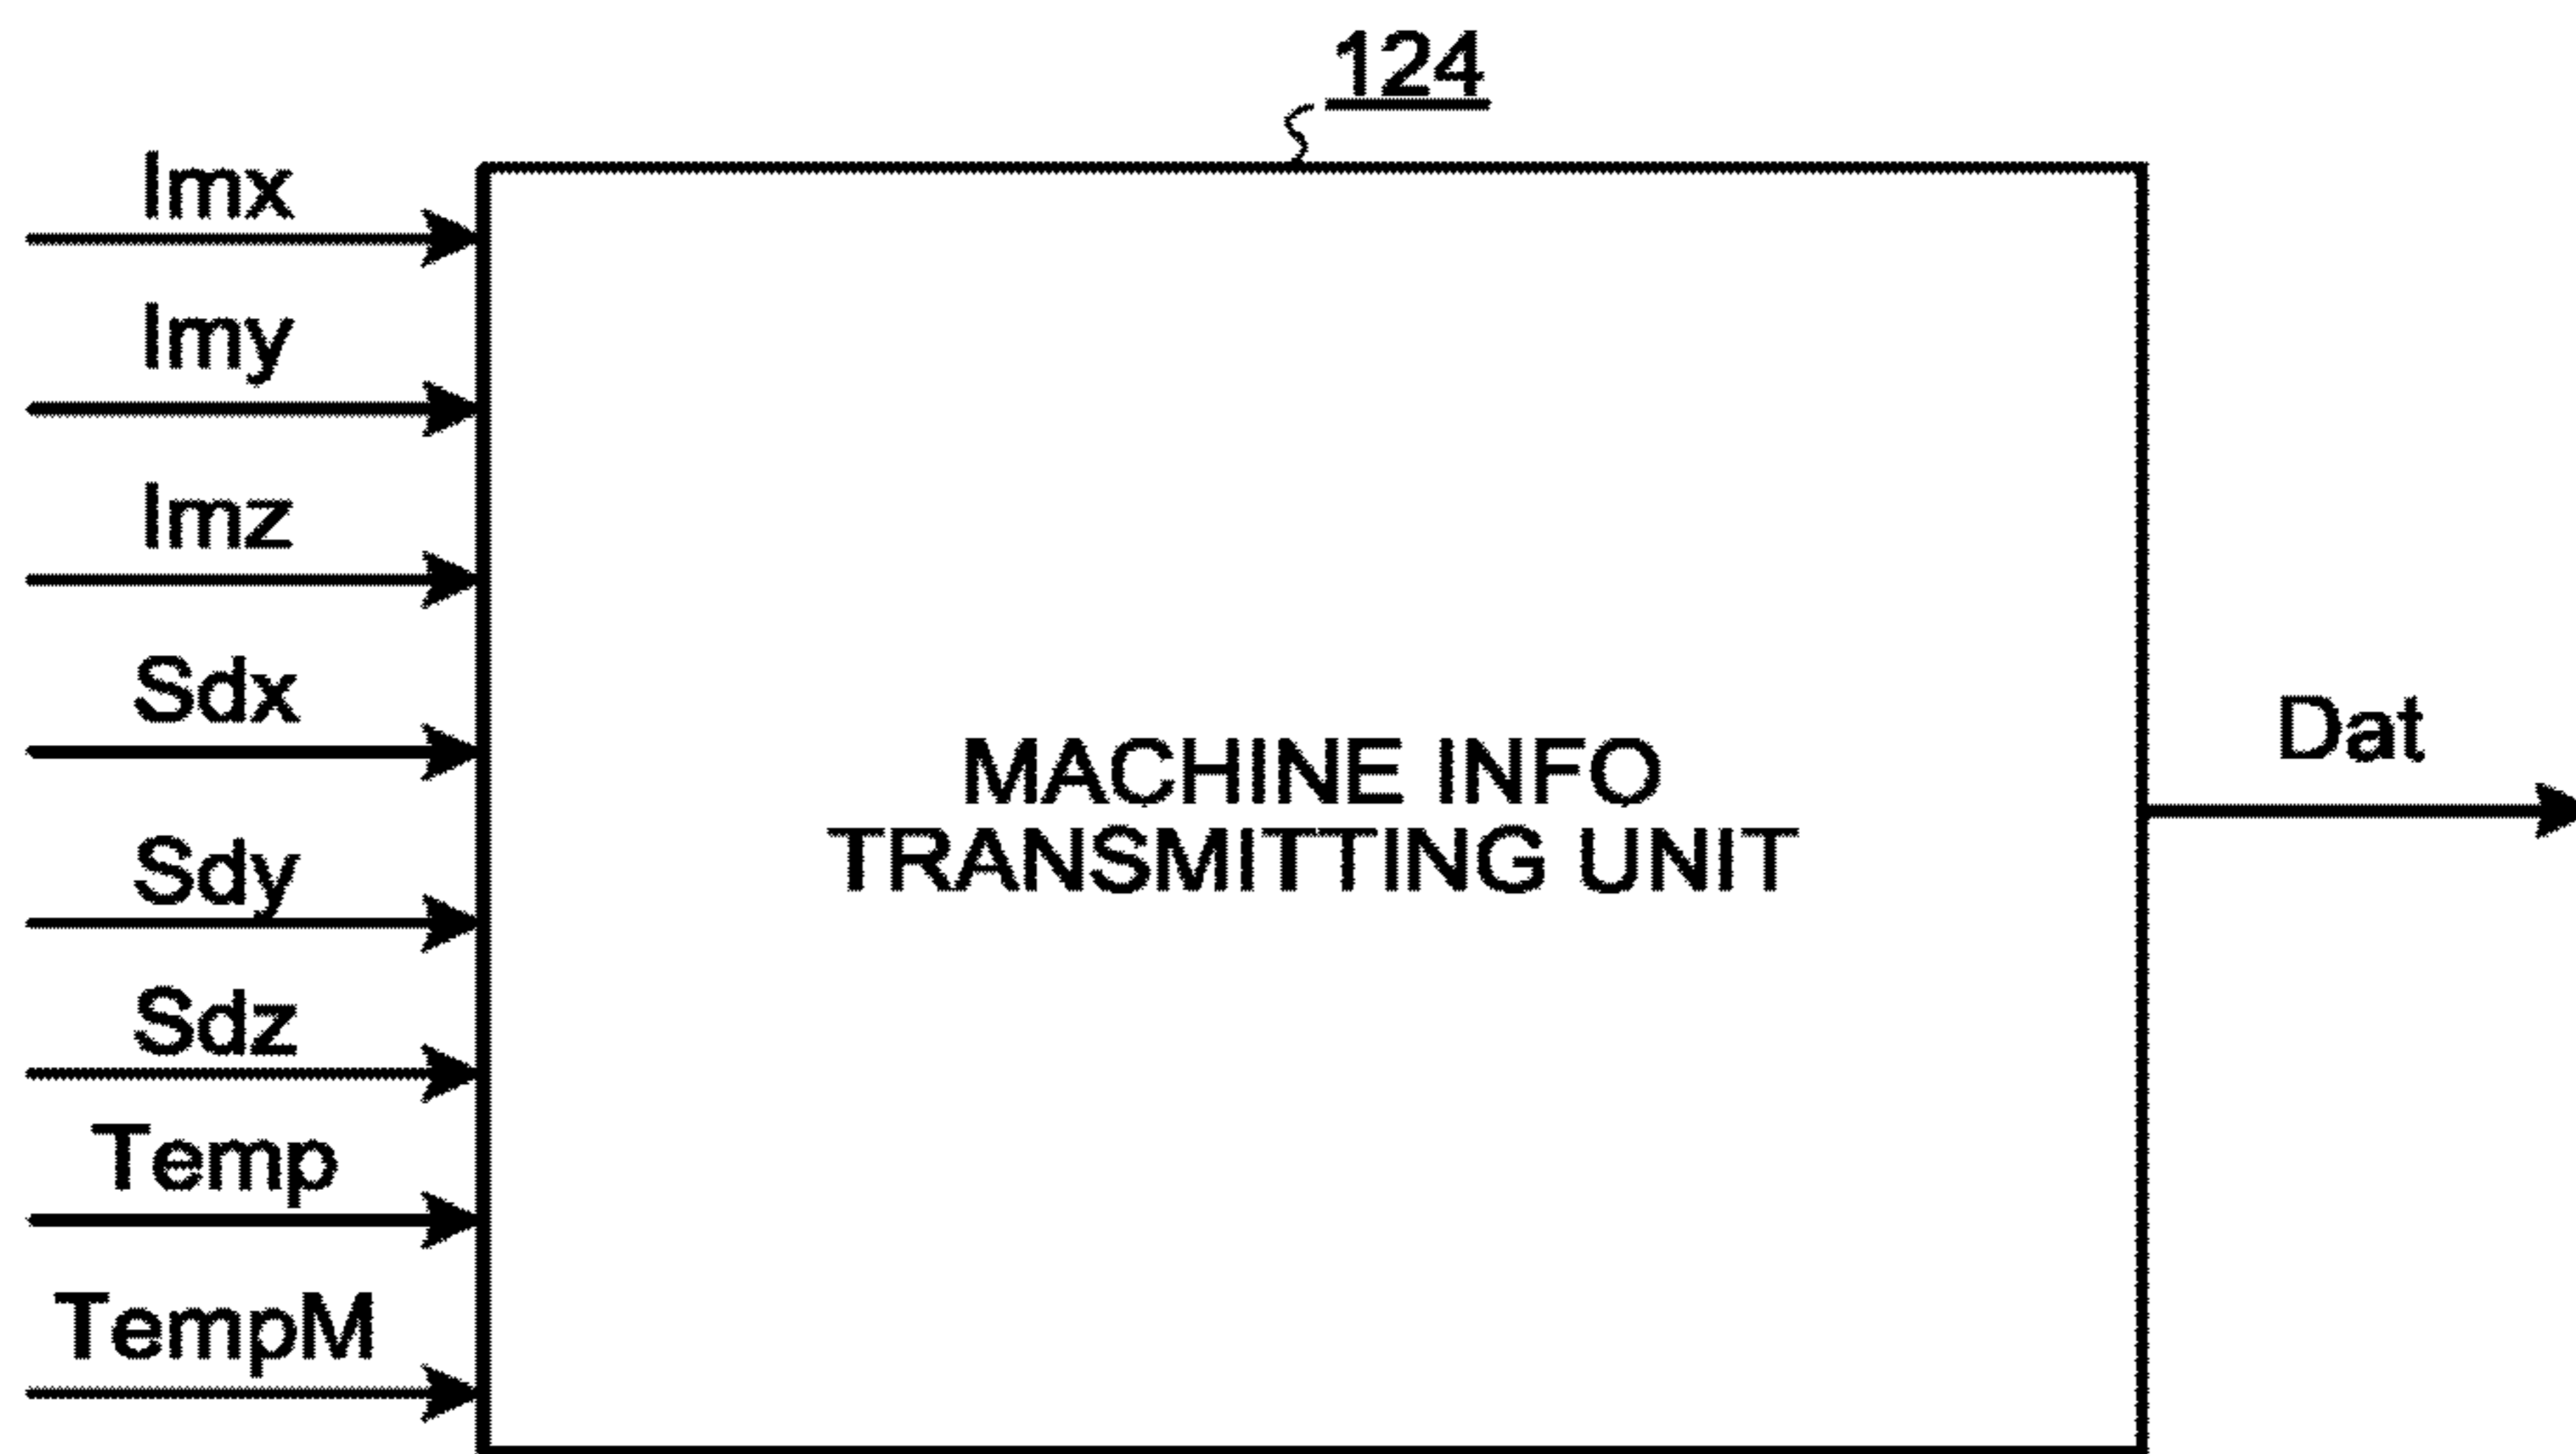 124
Imx
Imy
Imz
Sdx
Sdy
Sdz
Temp
TempM
MACHINE INFO
TRANSMITTING UNIT
Dat